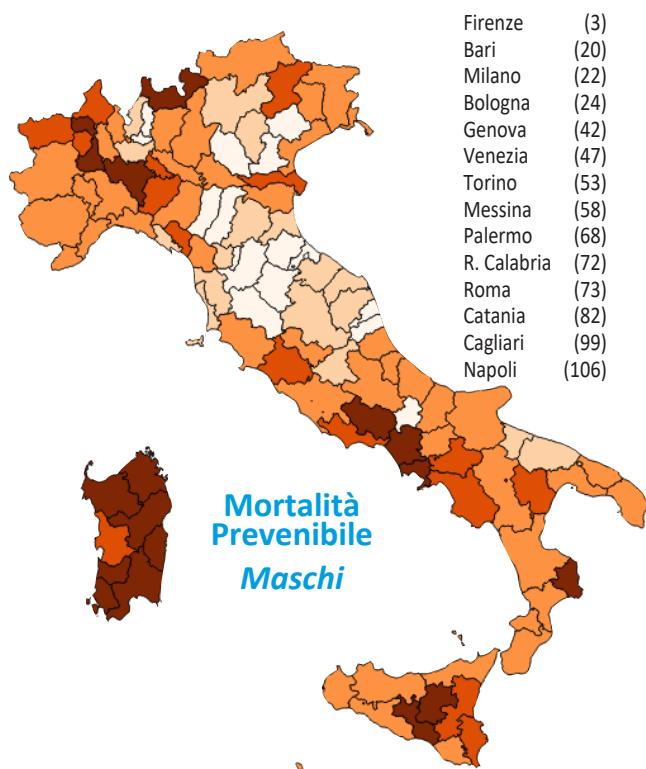 Firenze (3)
Bari (20)
Milano (22)
Bologna (24)
Genova (42)
Venezia (47)
Torino (53)
Messina (58)
Palermo (68)
R. Calabria (72)
Roma (73)
Catania (82)
Cagliari (99)
Napoli (106)
Mortalità
Prevenibile
Maschi